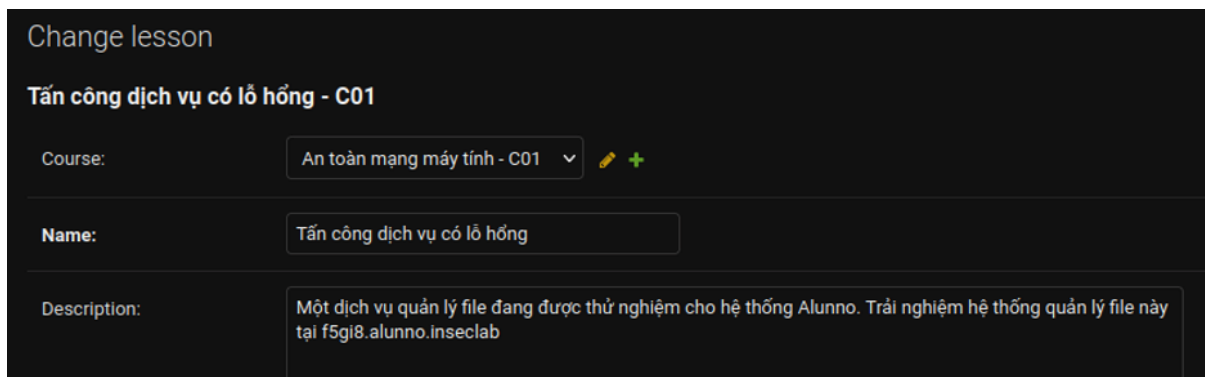 Change lesson
Tấn công dịch vụ có lỗ hổng - C01
Course:
An toàn mạng máy tính - C01
Name:
Tấn công dịch vụ có lỗ hổng
Description:
Một dịch vụ quản lý file đang được thử nghiệm cho hệ thống Alunno. Trải nghiệm hệ thống quản lý file này
tại f5gi8.alunno.inseclab